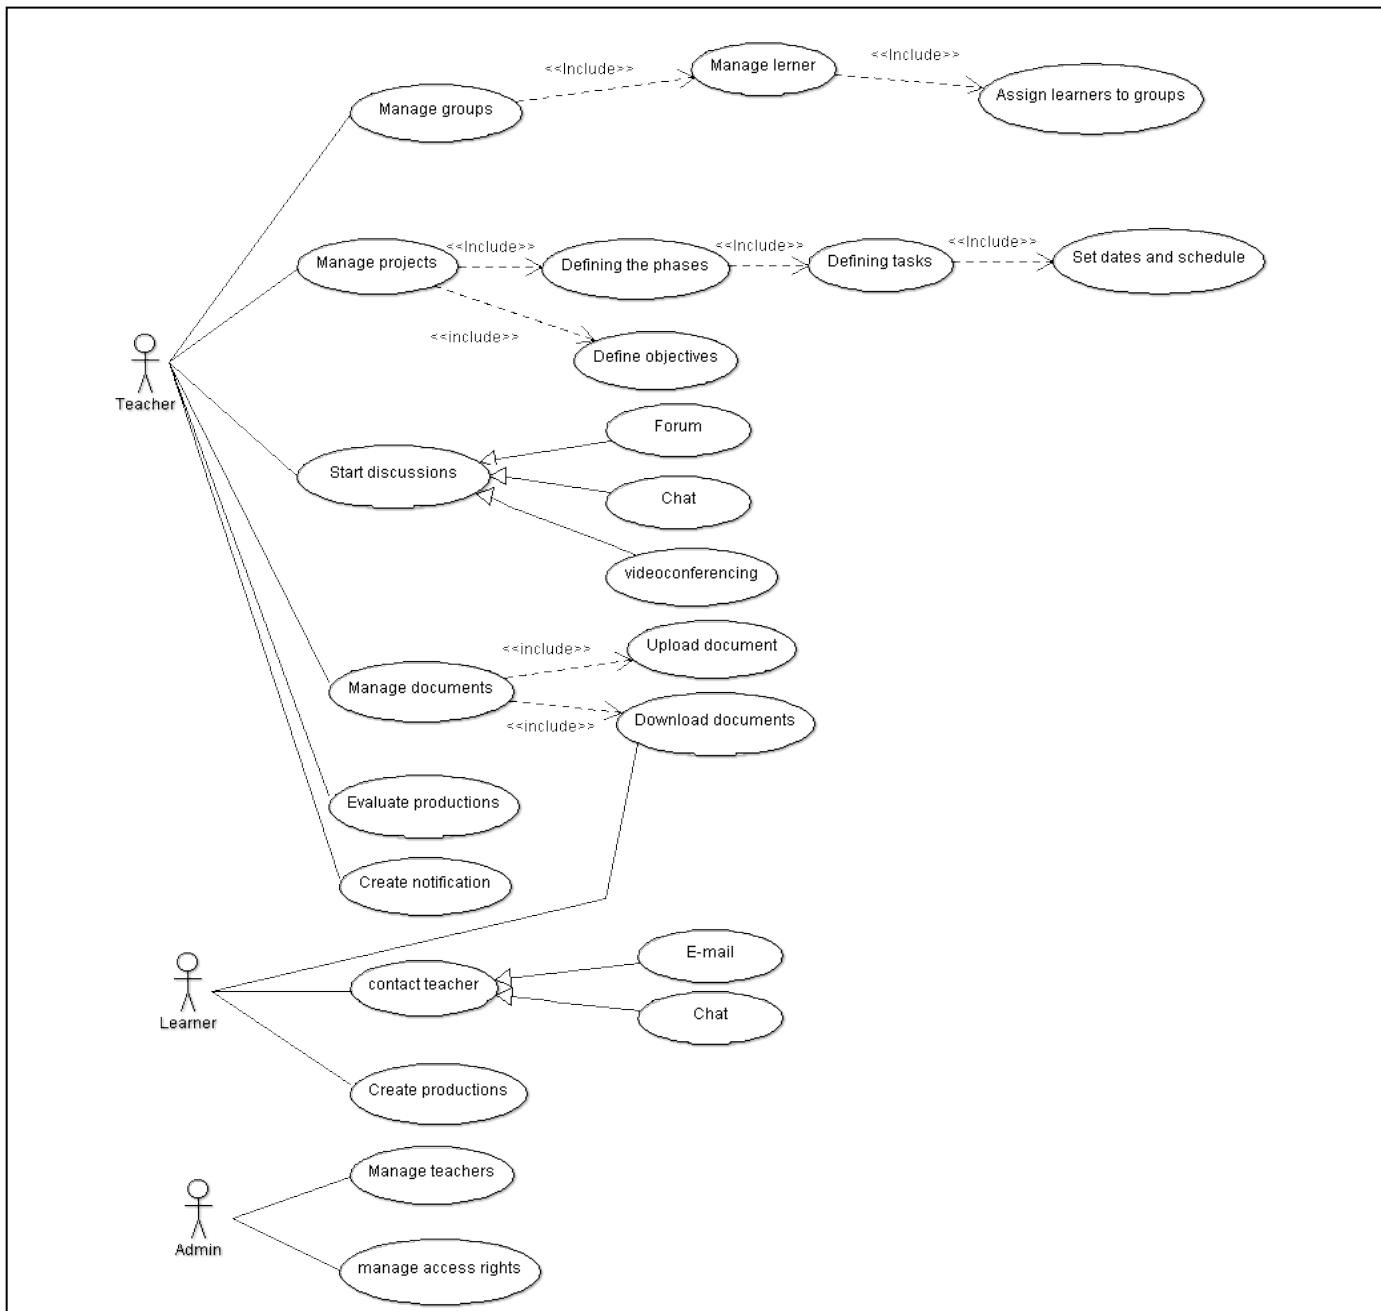 <<Include>>
Manage lerner
<<Include>>
Assign learners to groups
Manage groups
Manage projects
<<Include>>
Defining the phases
<<Include>>
Defining tasks
<<Include>>
Set dates and schedule
<<include>>
Define objectives
Teacher
Forum
Start discussions
Chat
videoconferencing
<<include>>
Upload document
Manage documents
<<include>>
Download documents
Evaluate productions
Create notification
E-mail
contact teacher
Chat
Learner
Create productions
Manage teachers
Admin
manage access rights